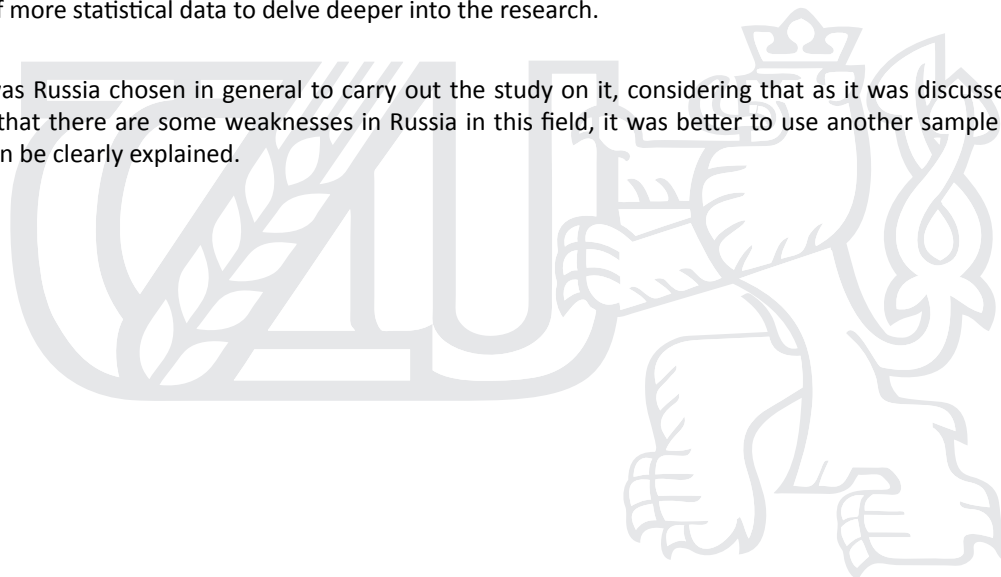 f more statistical data to delve deeper into the research.
was Russia chosen in general to carry out the study on it, considering that as it was discusse
that there are some weaknesses in Russia in this field, it was better to use another sample
n be clearly explained.